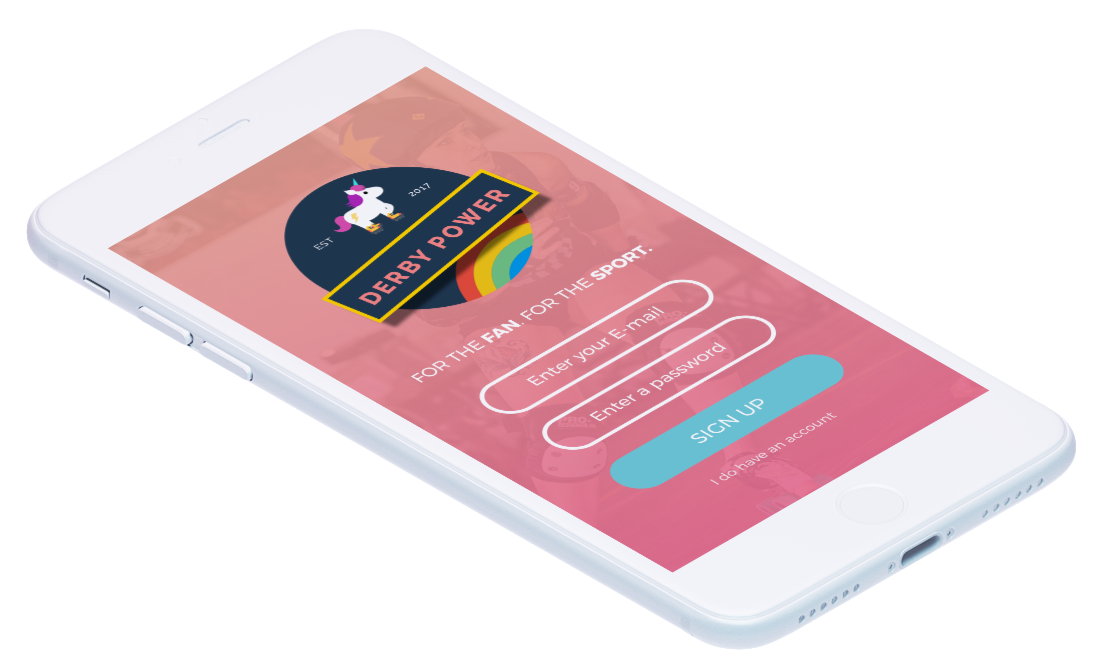 EST
2017
DERBY POWER
FOR THE FAN. FOR THE SPORT.
Enter your E-mail
Enter a password
SIGN UP
I do have an account